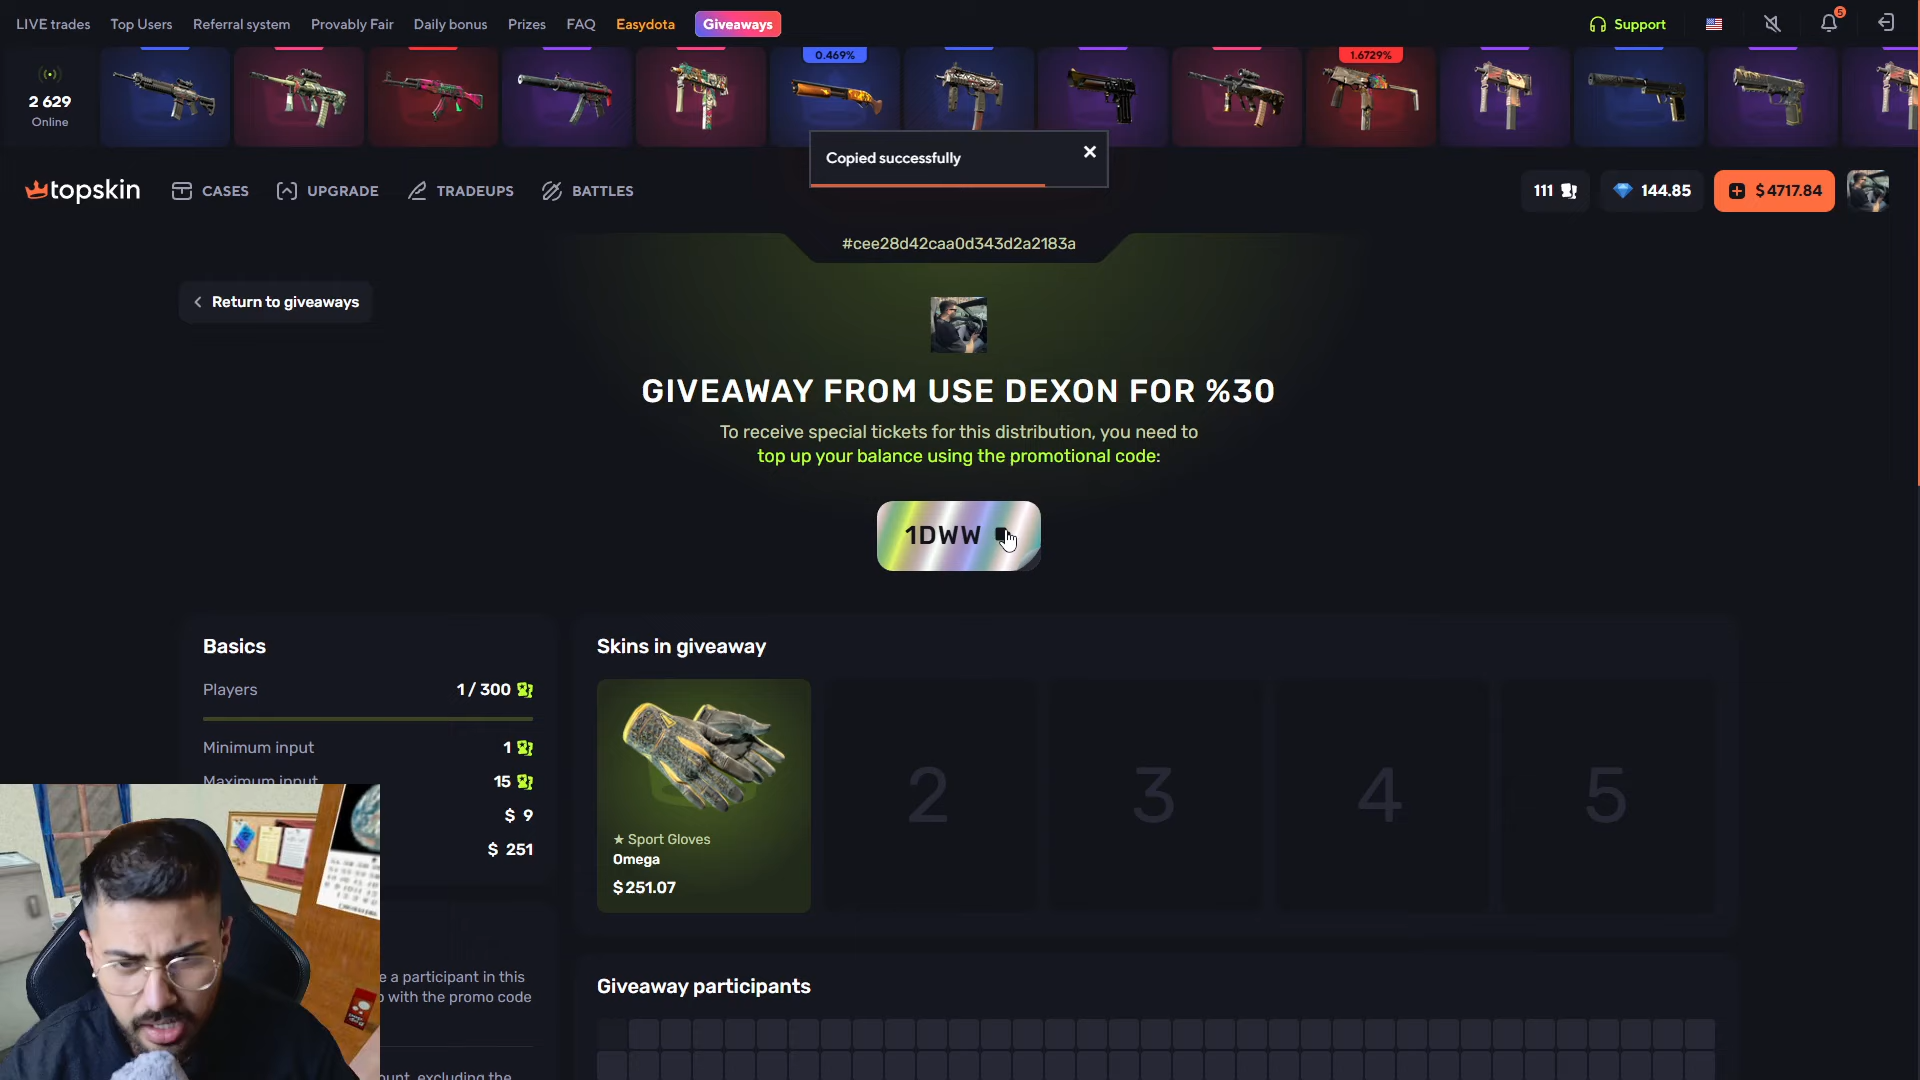 LIVE trades Top Users Referral system Provably Fair Daily bonus Prizes FAQ Easydota Giveaways Support 5
2 629
Online
0.469%
1.6729%
Copied successfully
topskin CASES UPGRADE TRADEUPS BATTLES 111 144.85 $ 4717.84
#cee28d42caa0d343d2a2183a
Return to giveaways
GIVEAWAY FROM USE DEXON FOR %30
To receive special tickets for this distribution, you need to
top up your balance using the promotional code:
1DWW
Basics
Players 1 / 300
Minimum input 1
Maximum input 15
$ 9
$ 251
Skins in giveaway
★ Sport Gloves
Omega
$251.07
2 3 4 5
e a participant in this
with the promo code
excluding the
Giveaway participants